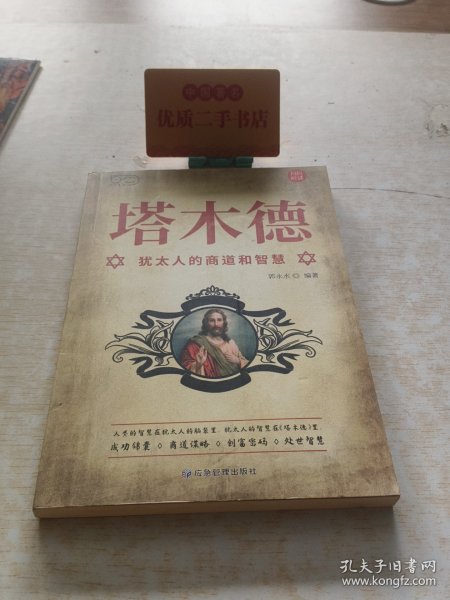 中国著名
优质二手书店
塔木德
犹太人的商道和智慧
郭永水 编著
人类的智慧在犹太人的脑袋里，犹太人的智慧在《塔木德》里。
成功锦囊 ◇ 商道谋略 ◇ 创富密码 ◇ 处世智慧
应急管理出版社
孔夫子旧书网
www.kongfz.com